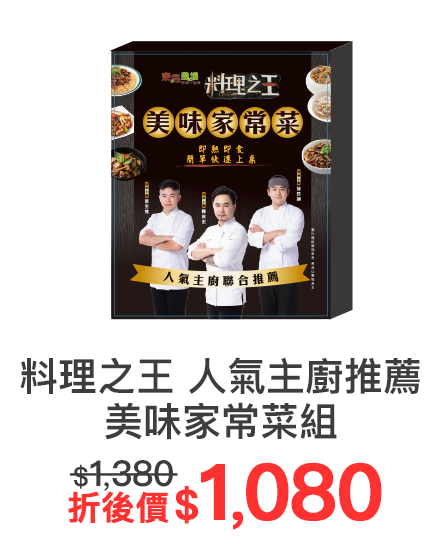 料理之王
美味家常菜
即熱即食
簡單快速上桌
人氣主廚聯合推薦
料理之王 人氣主廚推薦
美味家常菜組
$1,380
折後價$1,080